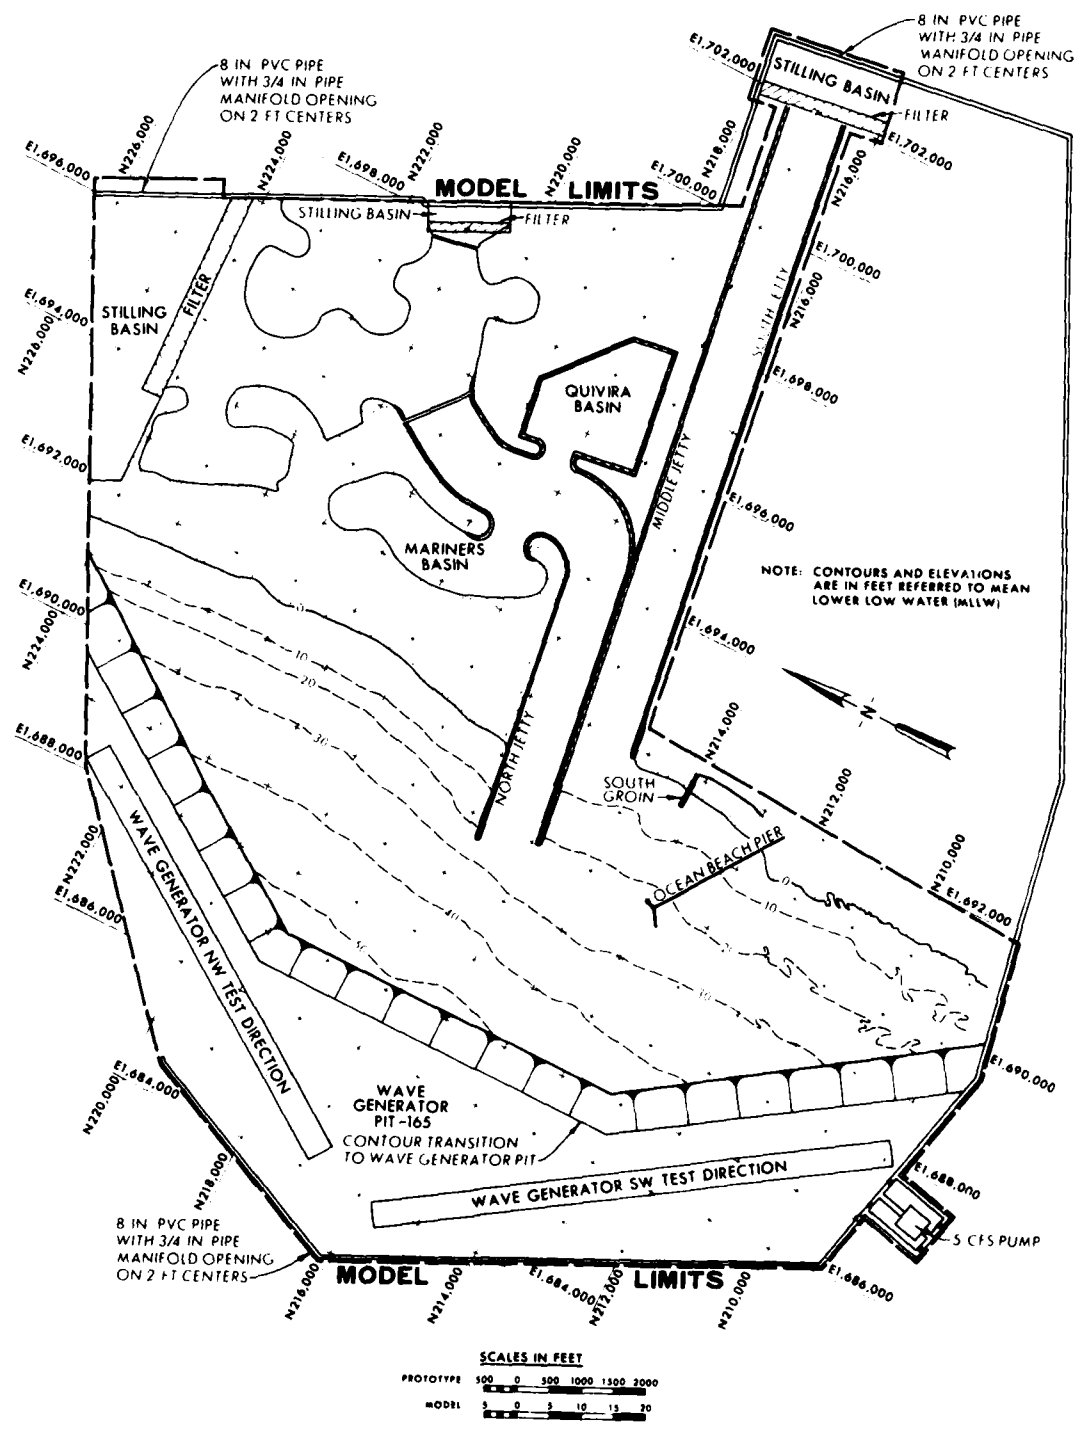 8 IN PVC PIPE
WITH 3/4 IN PIPE
MANIFOLD OPENING
ON 2 FT CENTERS
E1,702,000
STILLING BASIN
FILTER
E1,702,000
8 IN PVC PIPE
WITH 3/4 IN PIPE
MANIFOLD OPENING
ON 2 FT CENTERS
E1,696,000
N226,000
N224,000
E1,698,000
N222,000
N220,000
E1,700,000
N218,000
N216,000
MODEL LIMITS
STILLING BASIN
FILTER
E1,700,000
N216,000
E1,694,000
N226,000
STILLING
BASIN
FILTER
SOUTH JETTY
E1,698,000
QUIVIRA
BASIN
E1,692,000
MIDDLE JETTY
E1,696,000
MARINERS
BASIN
NOTE: CONTOURS AND ELEVATIONS
ARE IN FEET REFERRED TO MEAN
LOWER LOW WATER (MLLW)
E1,690,000
N224,000
0
10
20
30
E1,694,000
N
E1,688,000
NORTH JETTY
N214,000
SOUTH
GROIN
N212,000
OCEAN BEACH PIER
N210,000
E1,692,000
0
10
20
30
40
50
N222,000
E1,686,000
WAVE GENERATOR NW TEST DIRECTION
E1,684,000
N220,000
E1,690,000
WAVE
GENERATOR
PIT -165
CONTOUR TRANSITION
TO WAVE GENERATOR PIT
N218,000
WAVE GENERATOR SW TEST DIRECTION
E1,688,000
5 CFS PUMP
8 IN PVC PIPE
WITH 3/4 IN PIPE
MANIFOLD OPENING
ON 2 FT CENTERS
MODEL LIMITS
N216,000
N214,000
E1,684,000
N212,000
N210,000
E1,686,000
SCALES IN FEET
PROTOTYPE 500 0 500 1000 1500 2000
MODEL 5 0 5 10 15 20